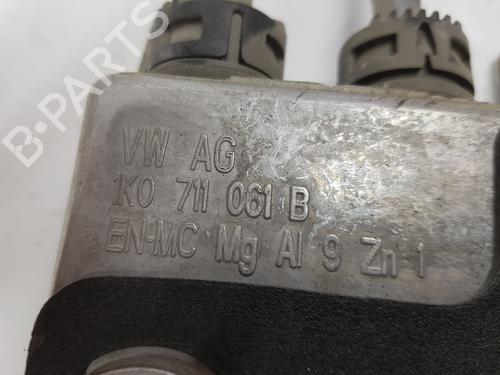 B-PARTS
VW AG
1K0 711 061 B
EN-MC Mg Al 9 Zn 1